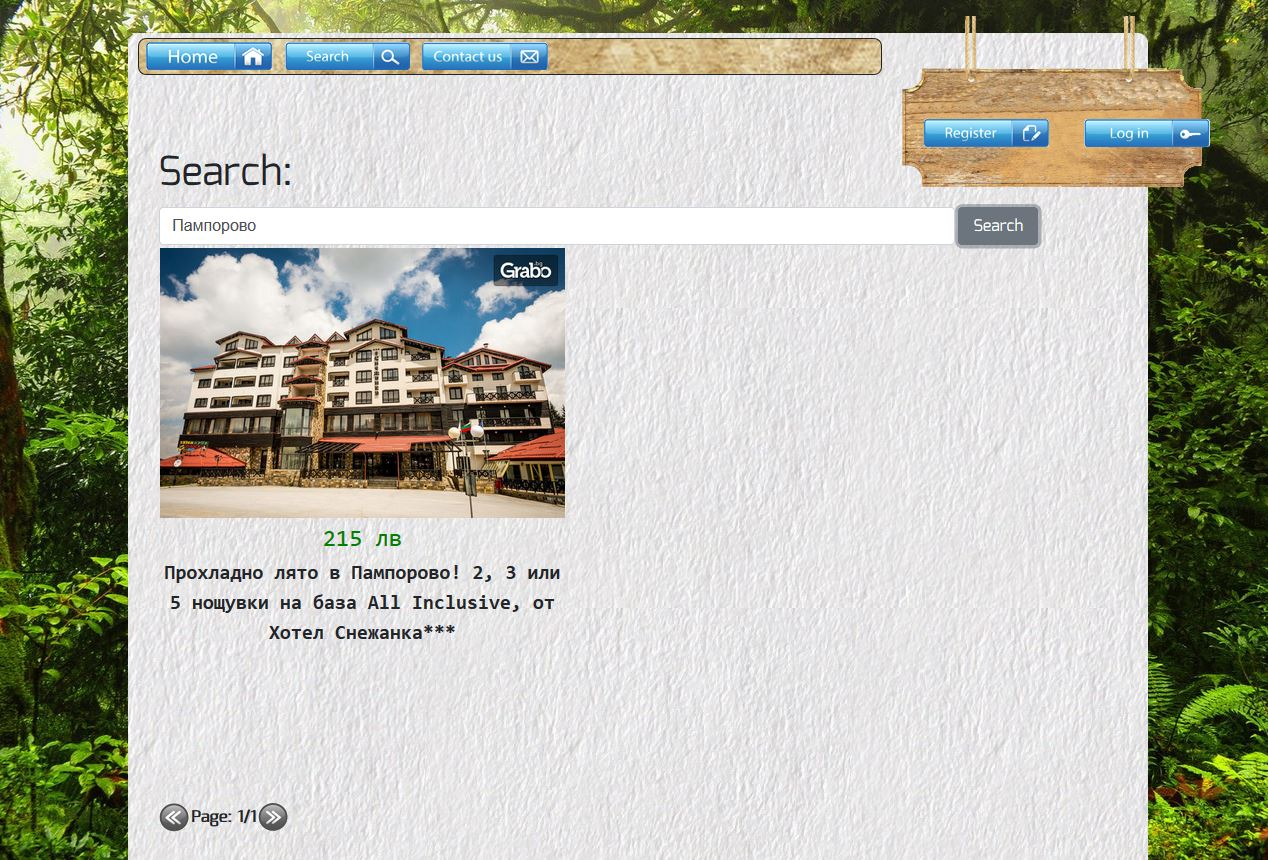 Home
Search
Contact us
Register
Log in
Search:
Пампорово
Search
Grabo.bg
215 лв
Прохладно лято в Пампорово! 2, 3 или
5 нощувки на база All Inclusive, от
Хотел Снежанка***
Page: 1/1